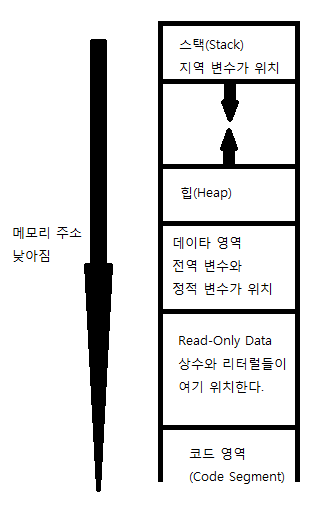 스택(Stack)
지역 변수가 위치
힙(Heap)
메모리 주소
낮아짐
데이타 영역
전역 변수와
정적 변수가 위치
Read-Only Data
상수와 리터럴들이
여기 위치한다.
코드 영역
(Code Segment)